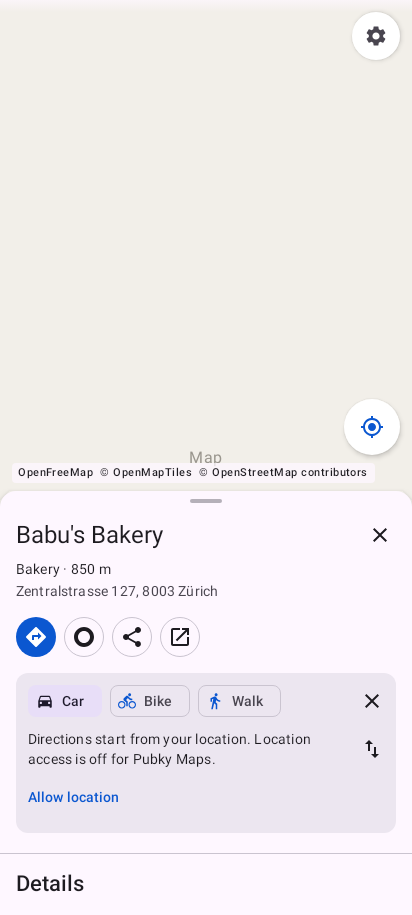 Map
OpenFreeMap © OpenMapTiles © OpenStreetMap contributors
Babu's Bakery
Bakery · 850 m
Zentralstrasse 127, 8003 Zürich
Car
Bike
Walk
Directions start from your location. Location
access is off for Pubky Maps.
Allow location
Details